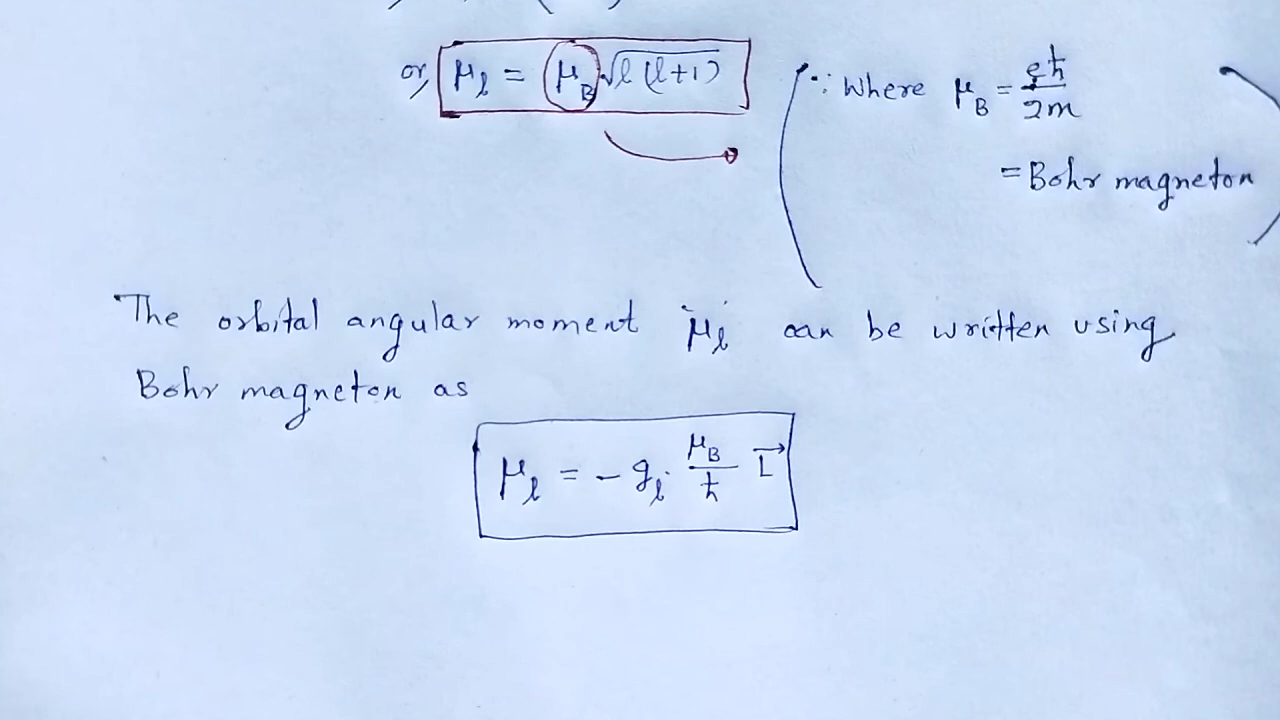 or, μ_l = μ_B √l(l+1) ∵ Where μ_B = eħ/2m
= Bohr magneton
The orbital angular moment μ_l can be written using
Bohr magneton as
μ_l = - g_l μ_B/ħ L⃗